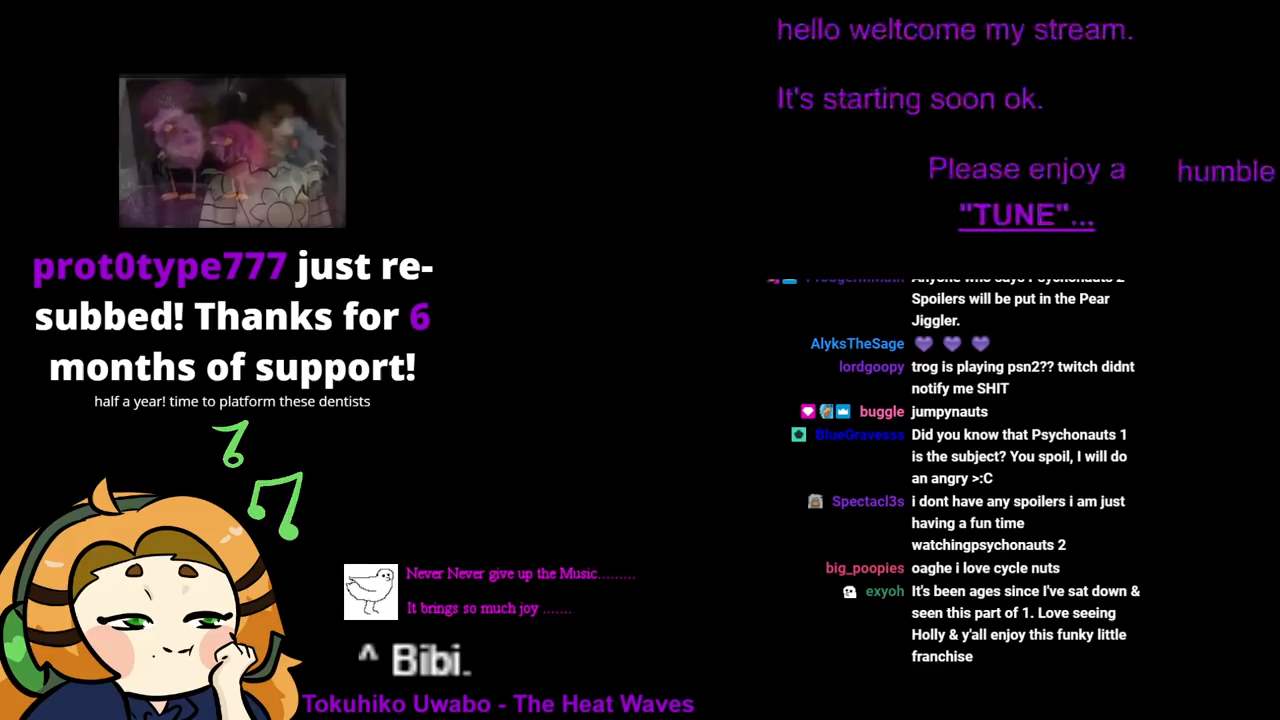 hello weltcome my stream.
It's starting soon ok.
Please enjoy a humble
"TUNE"...
prot0type777 just re-
subbed! Thanks for 6
months of support!
half a year! time to platform these dentists
Anyone who says Psychonauts 2
Spoilers will be put in the Pear
Jiggler.
AlyksTheSage
lordgoopy trog is playing psn2?? twitch didnt
notify me SHIT
buggle jumpynauts
BlueGravesss Did you know that Psychonauts 1
is the subject? You spoil, I will do
an angry >:C
Spectacl3s i dont have any spoilers i am just
having a fun time
watchingpsychonauts 2
big_poopies oaghe i love cycle nuts
exyoh It's been ages since I've sat down &
seen this part of 1. Love seeing
Holly & y'all enjoy this funky little
franchise
Never Never give up the Music.........
It brings so much joy .......
^ Bibi.
Tokuhiko Uwabo - The Heat Waves